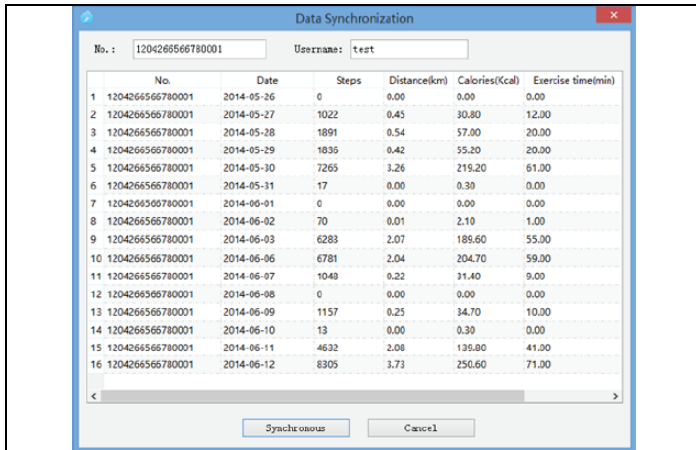 Data Synchronization
No.: 1204266566780001 Username: test
No. Date Steps Distance(km) Calories(Kcal) Exercise time(min)
1 1204266566780001 2014-05-26 0 0.00 0.00 0.00
2 1204266566780001 2014-05-27 1022 0.45 30.80 12.00
3 1204266566780001 2014-05-28 1891 0.54 57.00 20.00
4 1204266566780001 2014-05-29 1836 0.42 55.20 20.00
5 1204266566780001 2014-05-30 7265 3.26 219.20 61.00
6 1204266566780001 2014-05-31 17 0.00 0.30 0.00
7 1204266566780001 2014-06-01 0 0.00 0.00 0.00
8 1204266566780001 2014-06-02 70 0.01 2.10 1.00
9 1204266566780001 2014-06-03 6283 2.07 189.60 55.00
10 1204266566780001 2014-06-06 6781 2.04 204.70 59.00
11 1204266566780001 2014-06-07 1048 0.22 31.40 9.00
12 1204266566780001 2014-06-08 0 0.00 0.00 0.00
13 1204266566780001 2014-06-09 1157 0.25 34.70 10.00
14 1204266566780001 2014-06-10 13 0.00 0.30 0.00
15 1204266566780001 2014-06-11 4632 2.08 139.80 41.00
16 1204266566780001 2014-06-12 8305 3.73 250.60 71.00
Synchronous Cancel